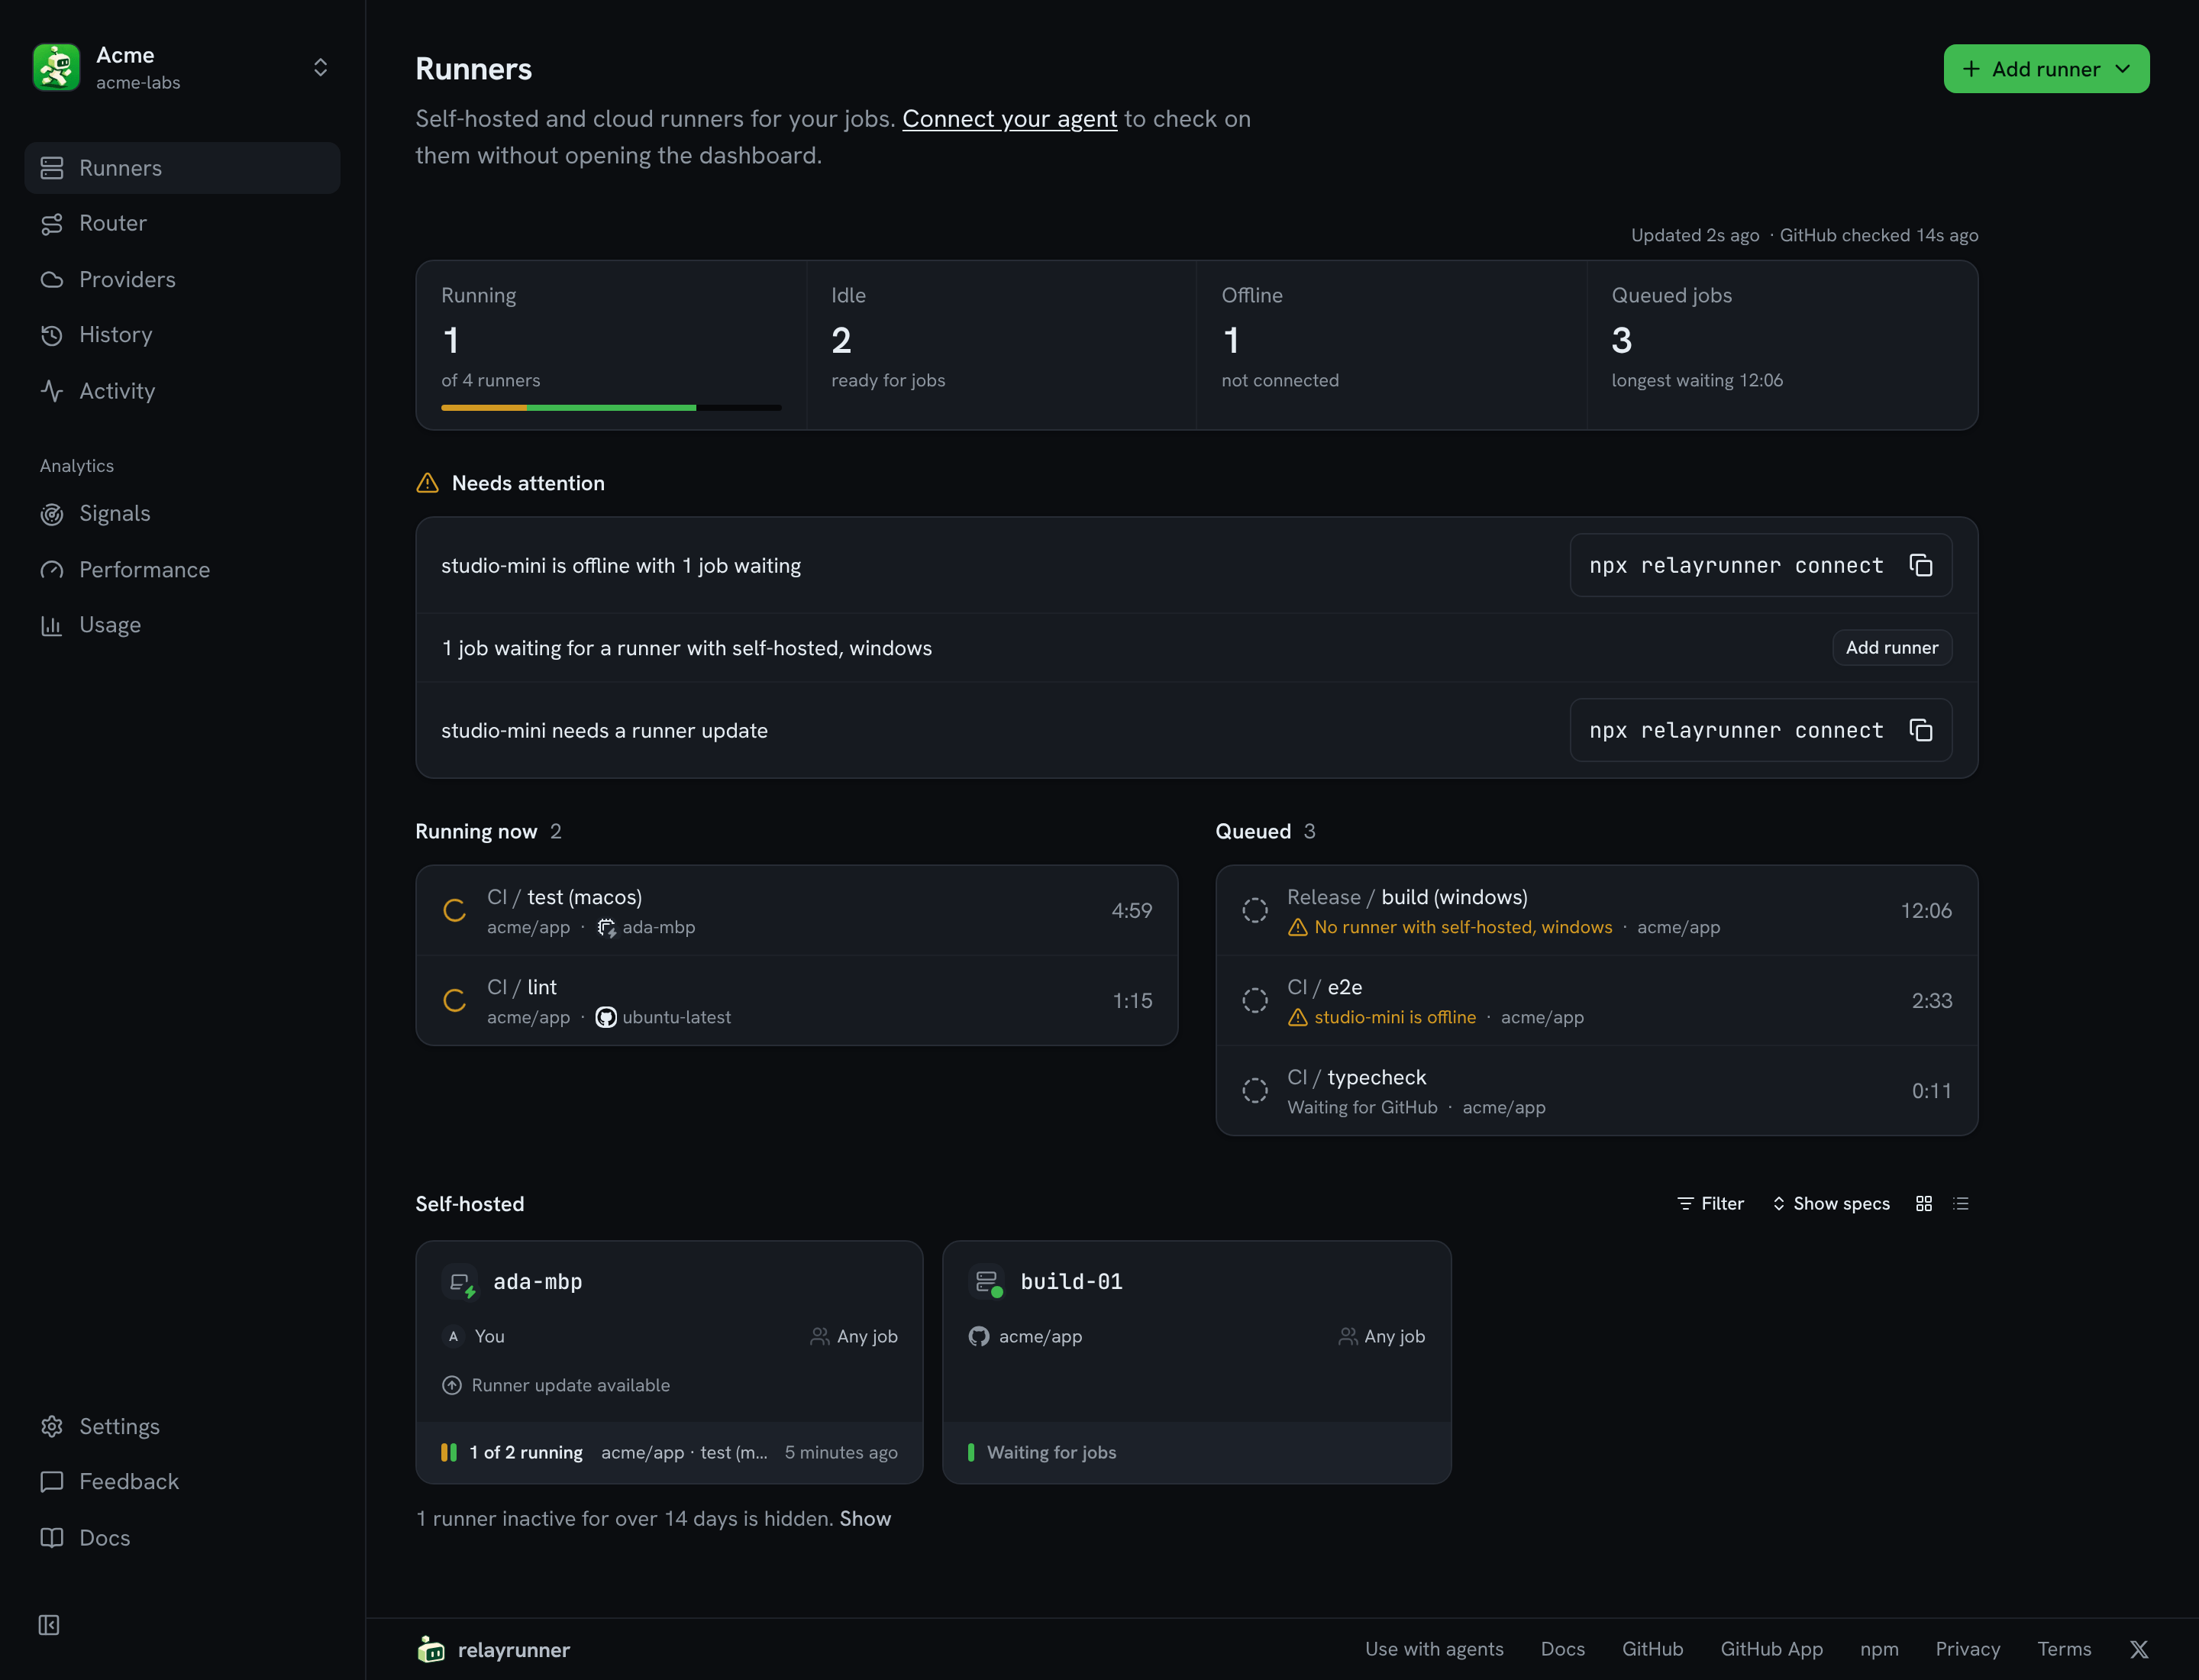 Acme
acme-labs
Runners
Router
Providers
History
Activity
Analytics
Signals
Performance
Usage
Settings
Feedback
Docs
Runners
Add runner
Self-hosted and cloud runners for your jobs. Connect your agent to check on
them without opening the dashboard.
Updated 2s ago · GitHub checked 14s ago
Running
1
of 4 runners
Idle
2
ready for jobs
Offline
1
not connected
Queued jobs
3
longest waiting 12:06
Needs attention
studio-mini is offline with 1 job waiting
npx relayrunner connect
1 job waiting for a runner with self-hosted, windows
Add runner
studio-mini needs a runner update
npx relayrunner connect
Running now 2
CI / test (macos)
acme/app · ada-mbp
4:59
CI / lint
acme/app · ubuntu-latest
1:15
Queued 3
Release / build (windows)
No runner with self-hosted, windows · acme/app
12:06
CI / e2e
studio-mini is offline · acme/app
2:33
CI / typecheck
Waiting for GitHub · acme/app
0:11
Self-hosted
Filter
Show specs
ada-mbp
A You
Any job
Runner update available
1 of 2 running acme/app · test (m... 5 minutes ago
build-01
acme/app
Any job
Waiting for jobs
1 runner inactive for over 14 days is hidden. Show
relayrunner
Use with agents
Docs
GitHub
GitHub App
npm
Privacy
Terms